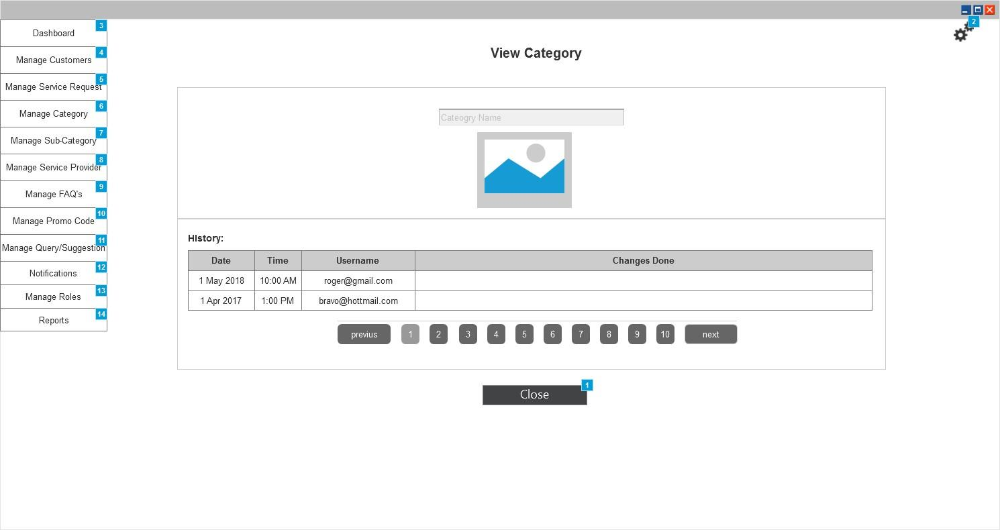 2
Dashboard 3
Manage Customers 4
Manage Service Request 5
Manage Category 6
Manage Sub-Category 7
Manage Service Provider 8
Manage FAQ's 9
Manage Promo Code 10
Manage Query/Suggestion 11
Notifications 12
Manage Roles 13
Reports 14
View Category
Cateogry Name
History:
Date Time Username Changes Done
1 May 2018 10:00 AM roger@gmail.com
1 Apr 2017 1:00 PM bravo@hottmail.com
previus 1 2 3 4 5 6 7 8 9 10 next
Close 1